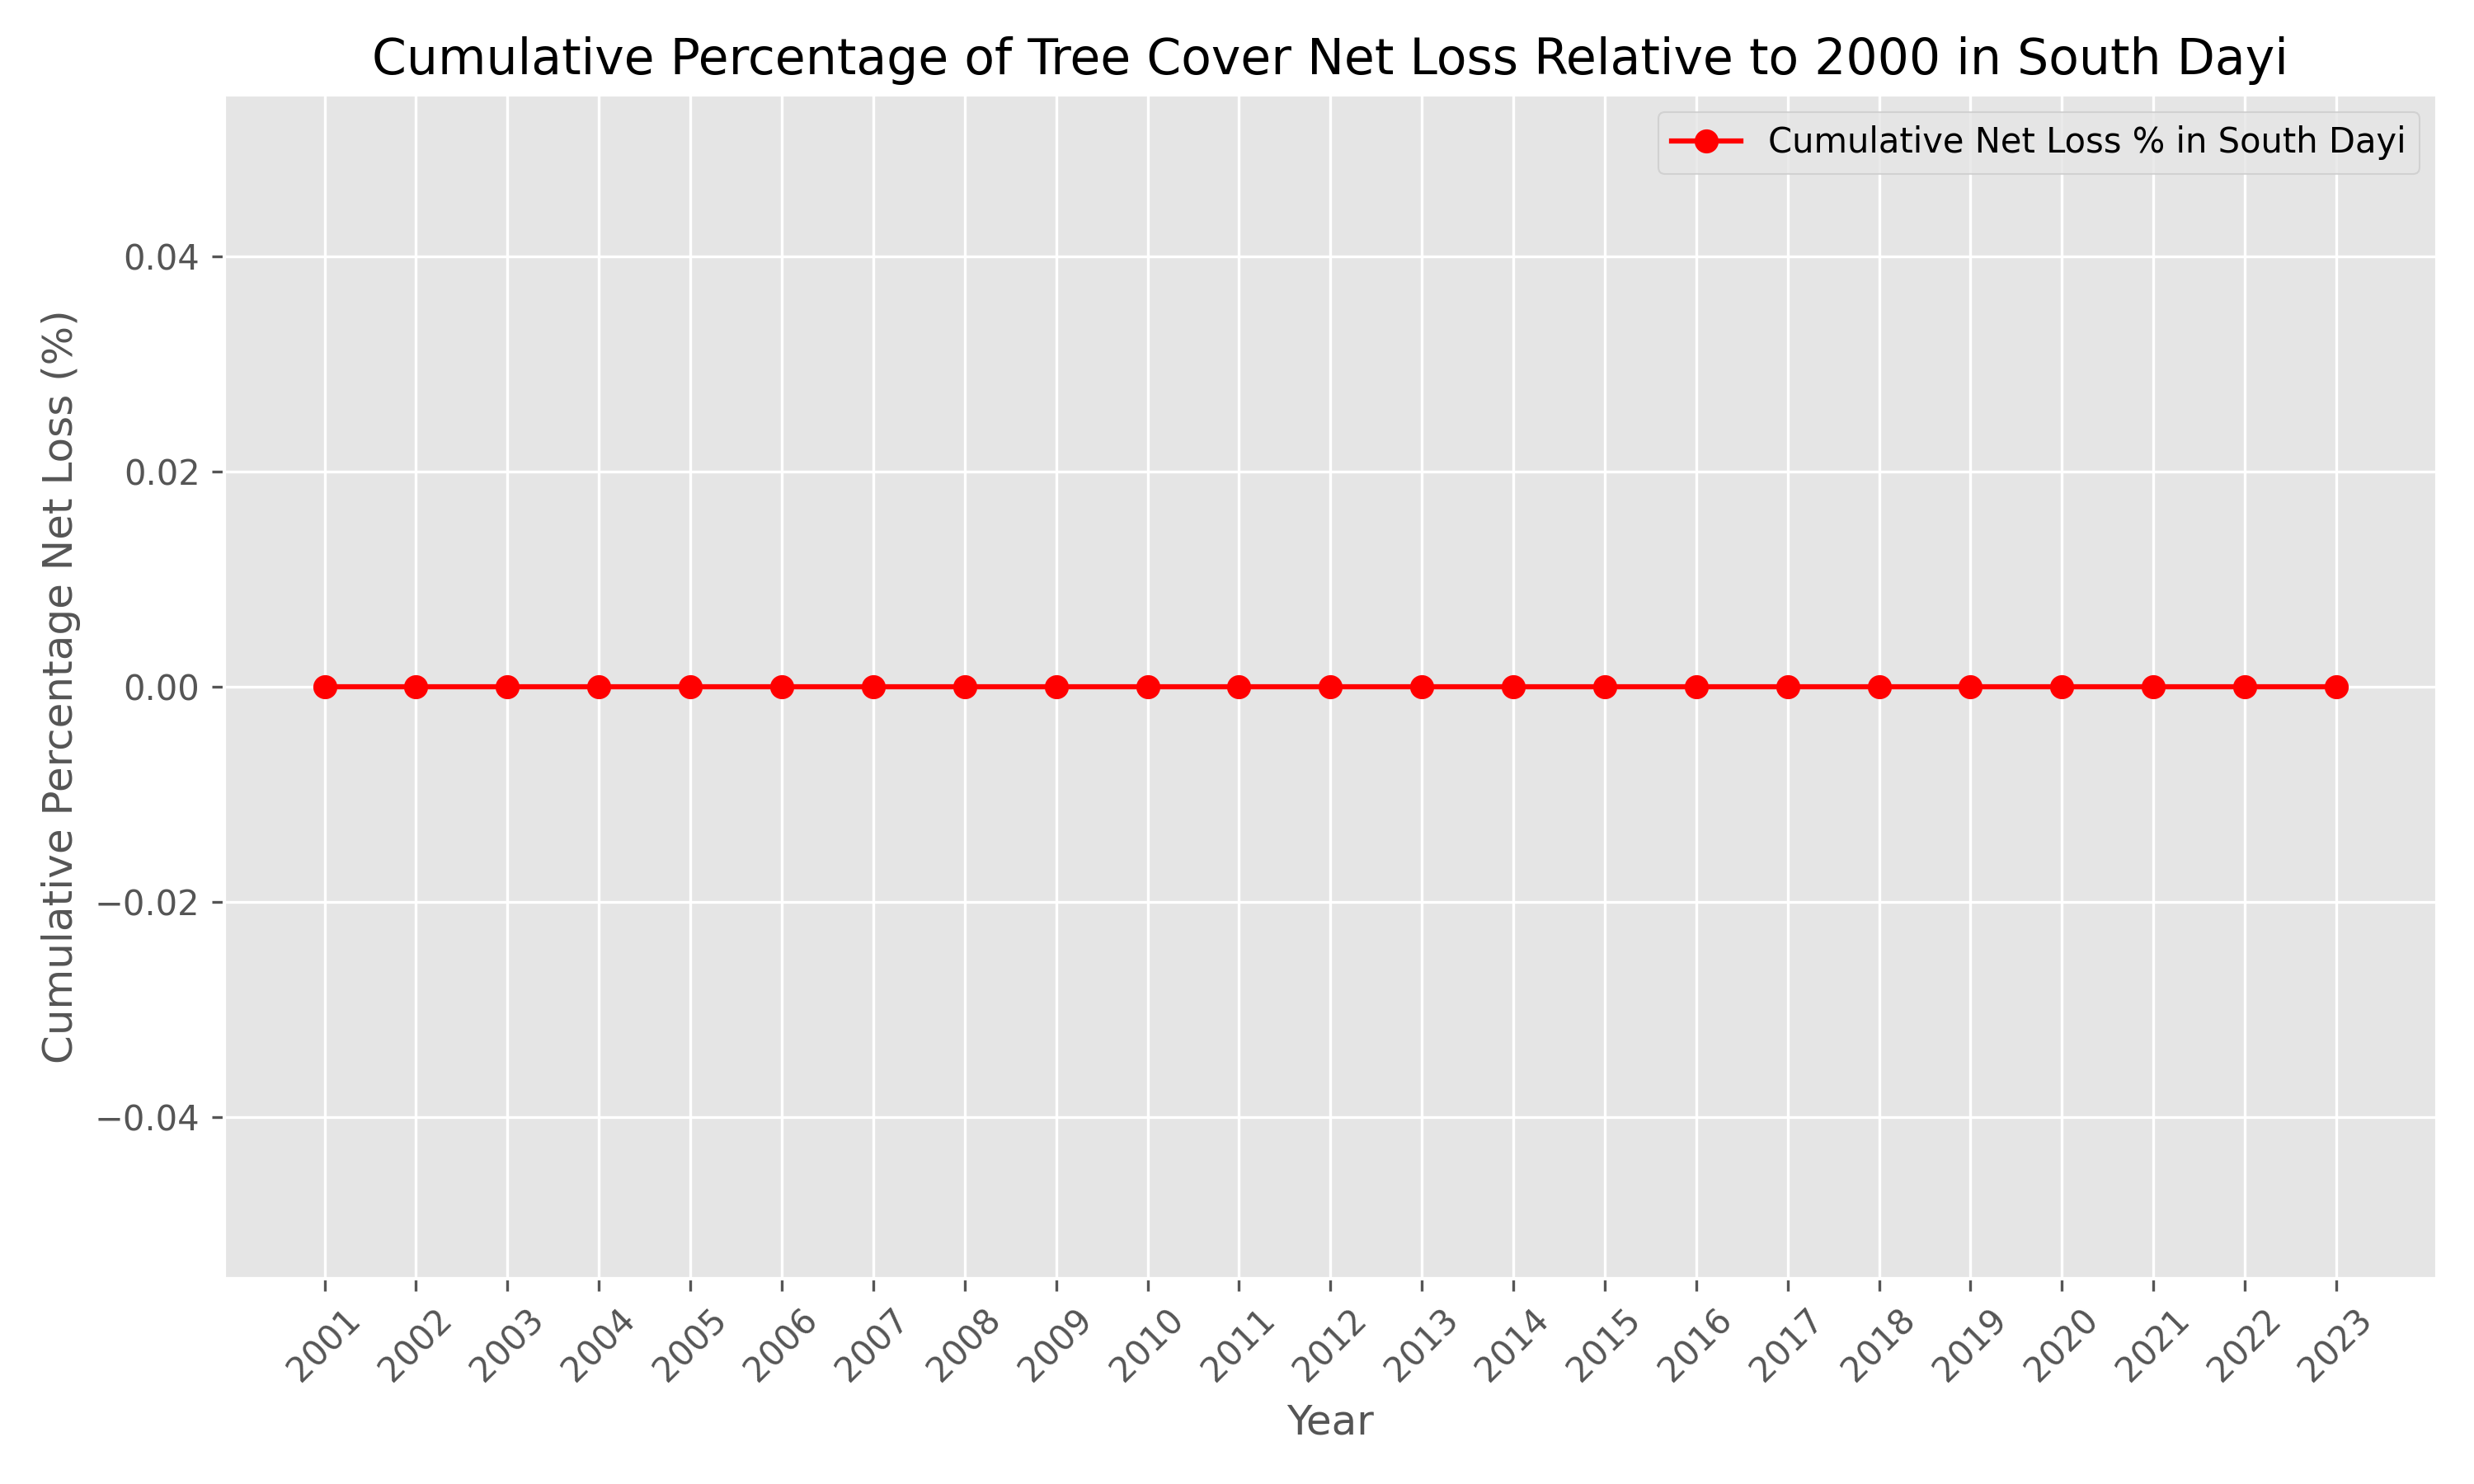 Cumulative Percentage of Tree Cover Net Loss Relative to 2000 in South Dayi
Cumulative Net Loss % in South Dayi
Cumulative Percentage Net Loss (%)
0.04
0.02
0.00
−0.02
−0.04
2001 2002 2003 2004 2005 2006 2007 2008 2009 2010 2011 2012 2013 2014 2015 2016 2017 2018 2019 2020 2021 2022 2023
Year